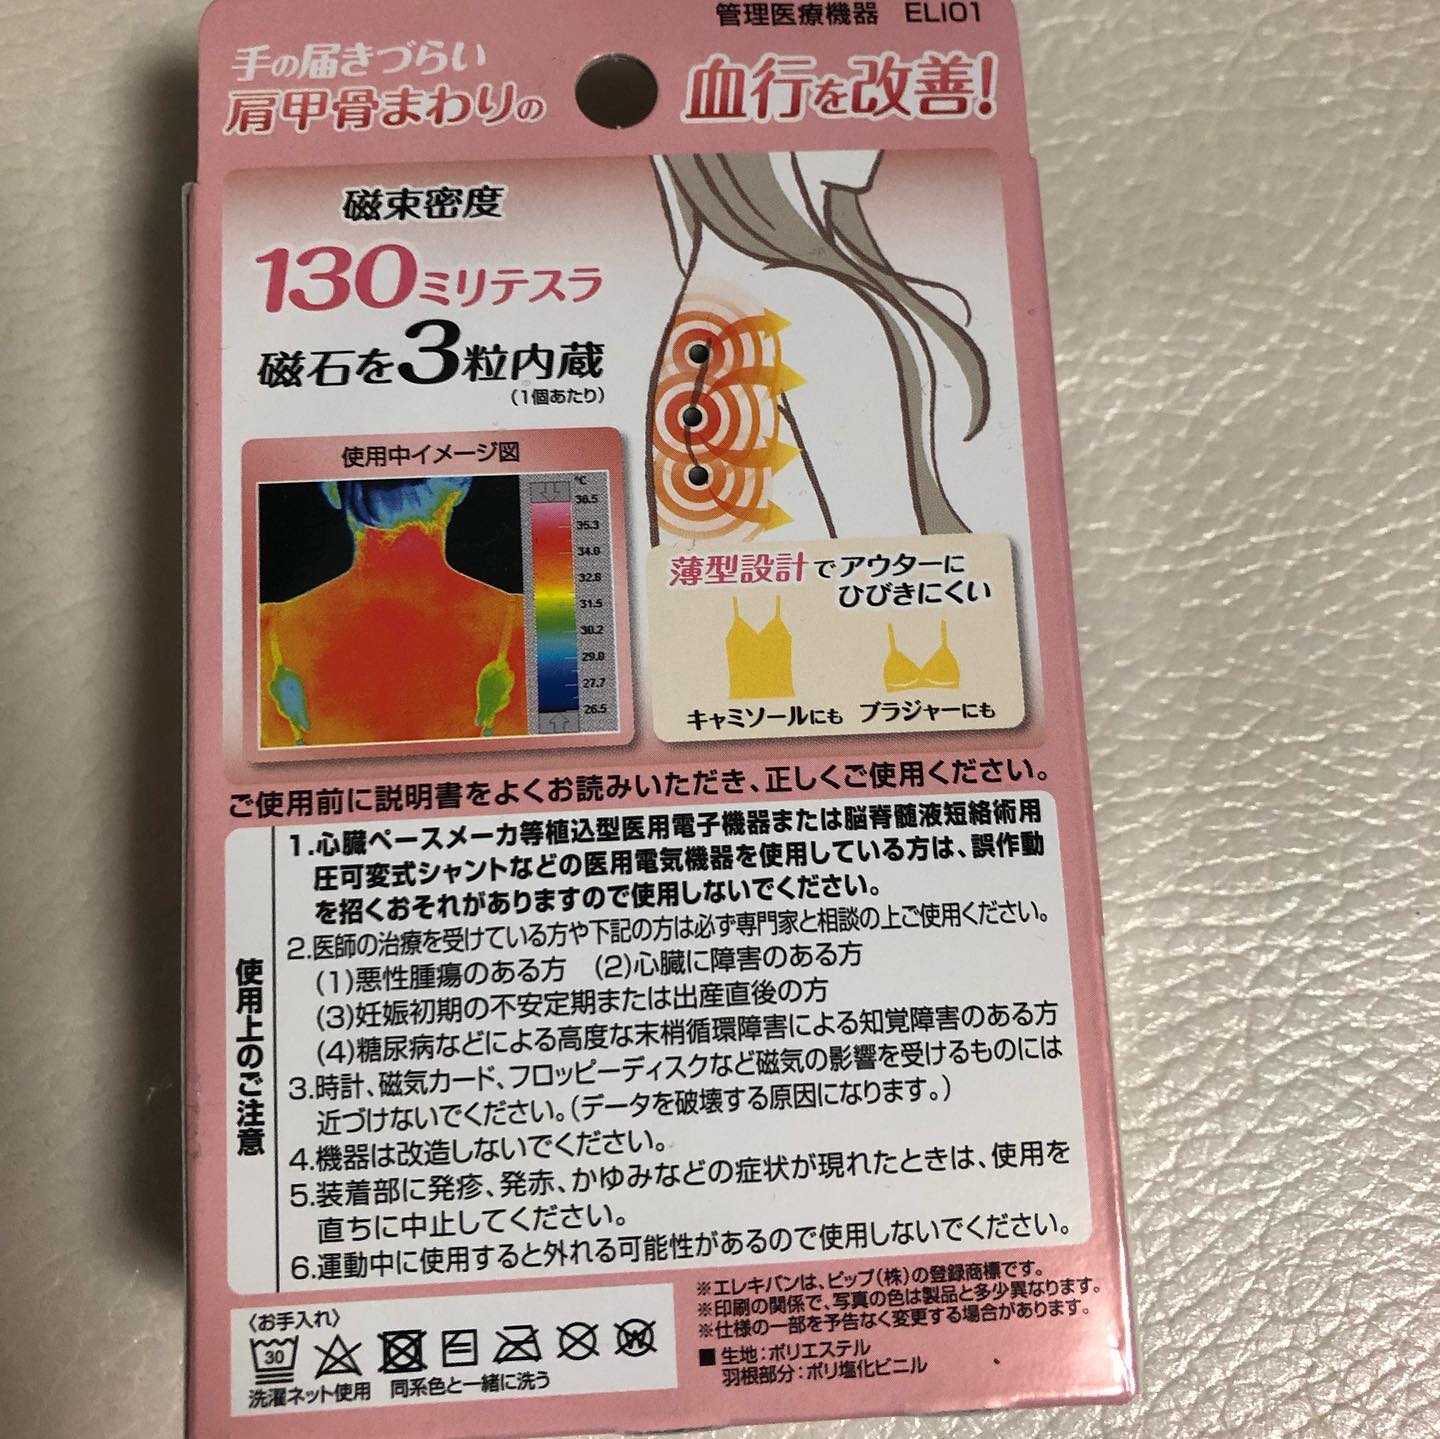 管理医療機器 ELI01
手の届きづらい
肩甲骨まわりの
血行を改善!
磁束密度
130ミリテスラ
磁石を3粒内蔵
(1個あたり)
使用中イメージ図
℃
36.5
35.3
34.0
32.8
31.5
30.2
29.0
27.7
26.5
薄型設計でアウターに
ひびきにくい
キャミソールにも ブラジャーにも
ご使用前に説明書をよくお読みいただき、正しくご使用ください。
使用上のご注意
1.心臓ペースメーカ等植込型医用電子機器または脳脊髄液短絡術用
圧可変式シャントなどの医用電気機器を使用している方は、誤作動
を招くおそれがありますので使用しないでください。
2.医師の治療を受けている方や下記の方は必ず専門家と相談の上ご使用ください。
(1)悪性腫瘍のある方 (2)心臓に障害のある方
(3)妊娠初期の不安定期または出産直後の方
(4)糖尿病などによる高度な末梢循環障害による知覚障害のある方
3.時計、磁気カード、フロッピーディスクなど磁気の影響を受けるものには
近づけないでください。(データを破壊する原因になります。)
4.機器は改造しないでください。
5.装着部に発疹、発赤、かゆみなどの症状が現れたときは、使用を
直ちに中止してください。
6.運動中に使用すると外れる可能性があるので使用しないでください。
〈お手入れ〉
30
W
洗濯ネット使用 同系色と一緒に洗う
※エレキバンは、ピップ(株)の登録商標です。
※印刷の関係で、写真の色は製品と多少異なります。
※仕様の一部を予告なく変更する場合があります。
■生地:ポリエステル
羽根部分:ポリ塩化ビニル